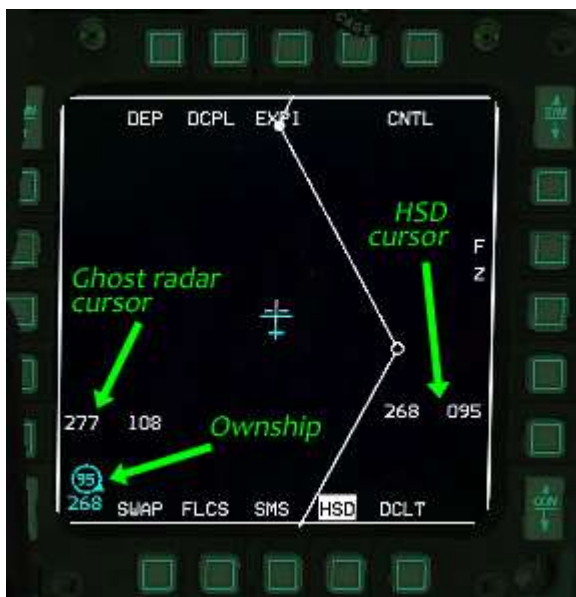 DEP DCPL EXP1 CNTL
HSD
cursor
F
Z
Ghost radar
cursor
277 108
268 095
Ownship
95
268
SWAP FLCS SMS HSD DCLT